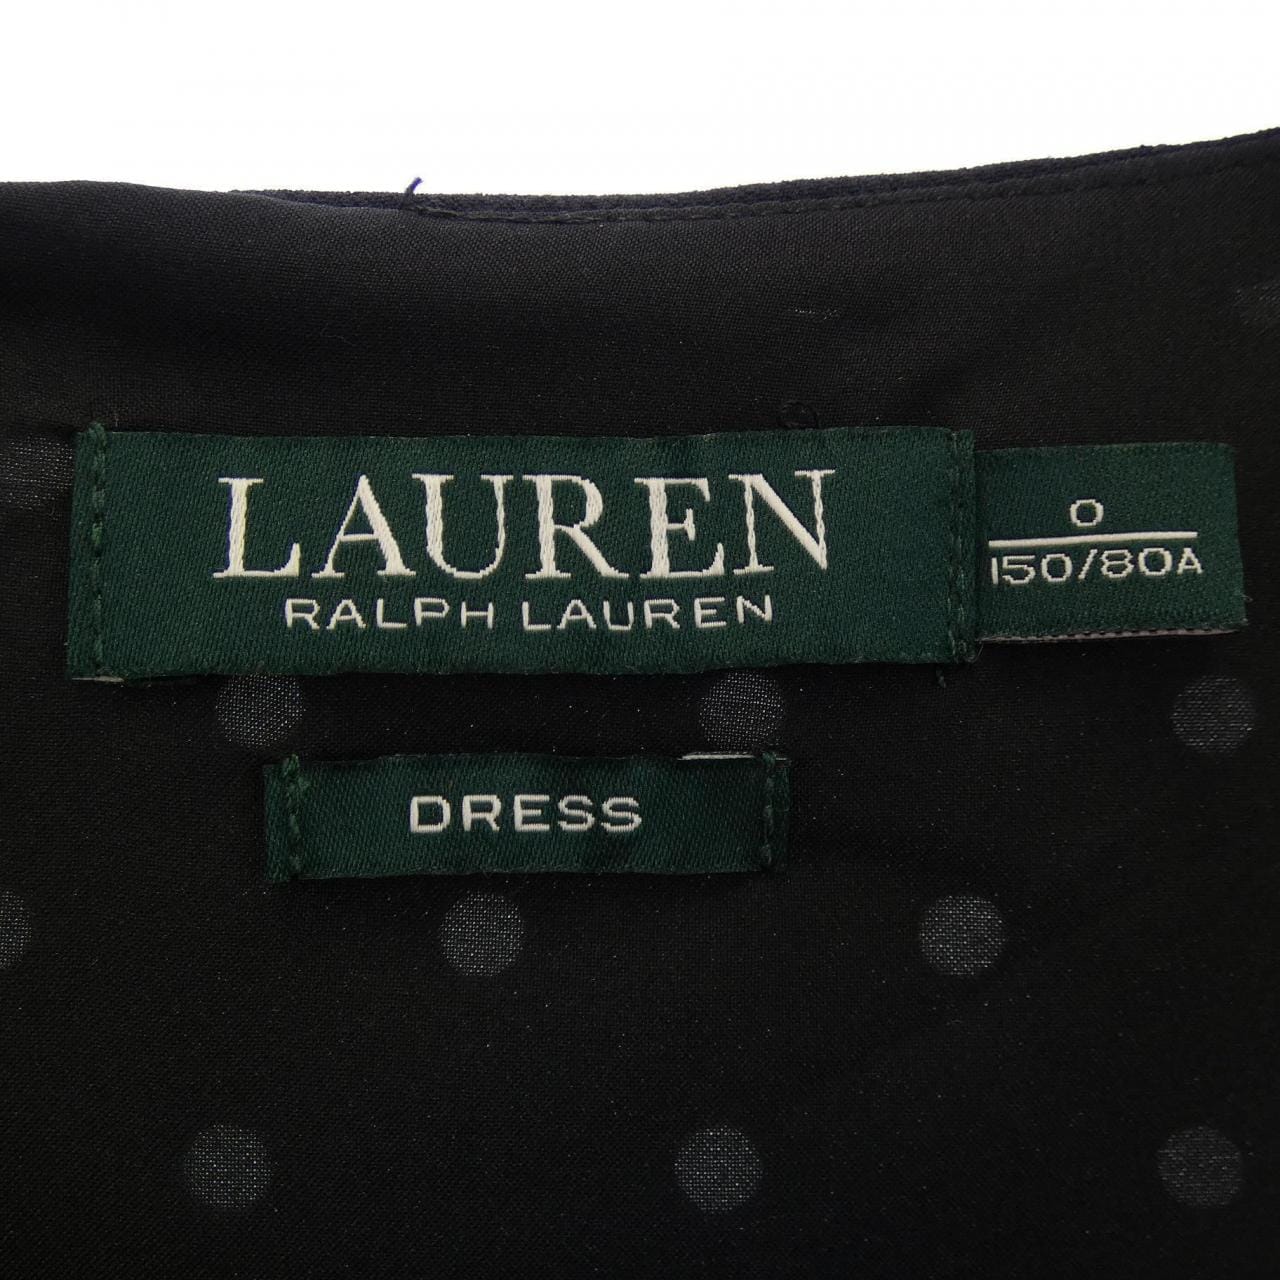 LAUREN
RALPH LAUREN
0
150/80A
DRESS